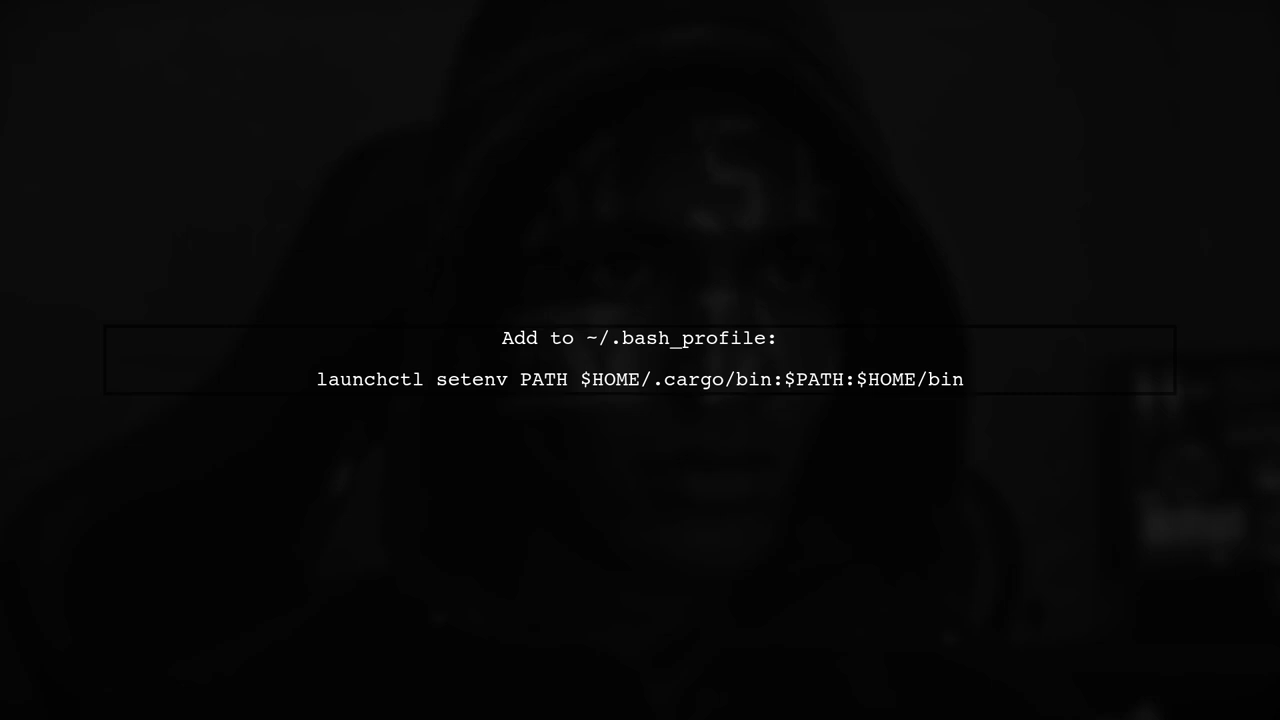 Add to ~/.bash_profile:
launchctl setenv PATH $HOME/.cargo/bin:$PATH:$HOME/bin